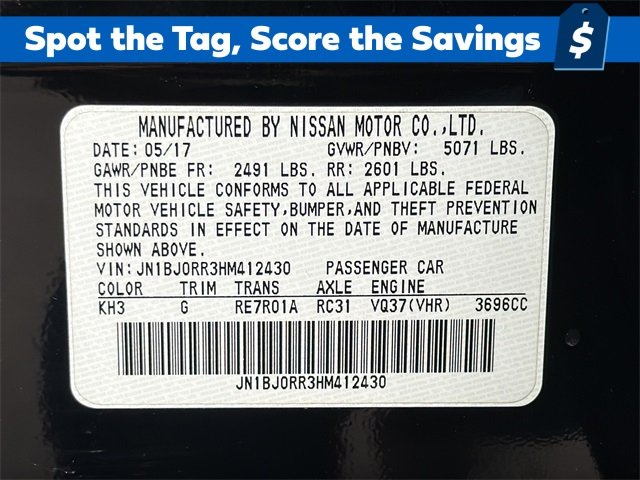 Spot the Tag, Score the Savings $
MANUFACTURED BY NISSAN MOTOR CO.,LTD.
DATE: 05/17 GVWR/PNBV: 5071 LBS.
GAWR/PNBE FR: 2491 LBS. RR: 2601 LBS.
THIS VEHICLE CONFORMS TO ALL APPLICABLE FEDERAL
MOTOR VEHICLE SAFETY,BUMPER,AND THEFT PREVENTION
STANDARDS IN EFFECT ON THE DATE OF MANUFACTURE
SHOWN ABOVE.
VIN:JN1BJ0RR3HM412430 PASSENGER CAR
COLOR TRIM TRANS AXLE ENGINE
KH3 G RE7R01A RC31 VQ37(VHR) 3696CC
JN1BJ0RR3HM412430